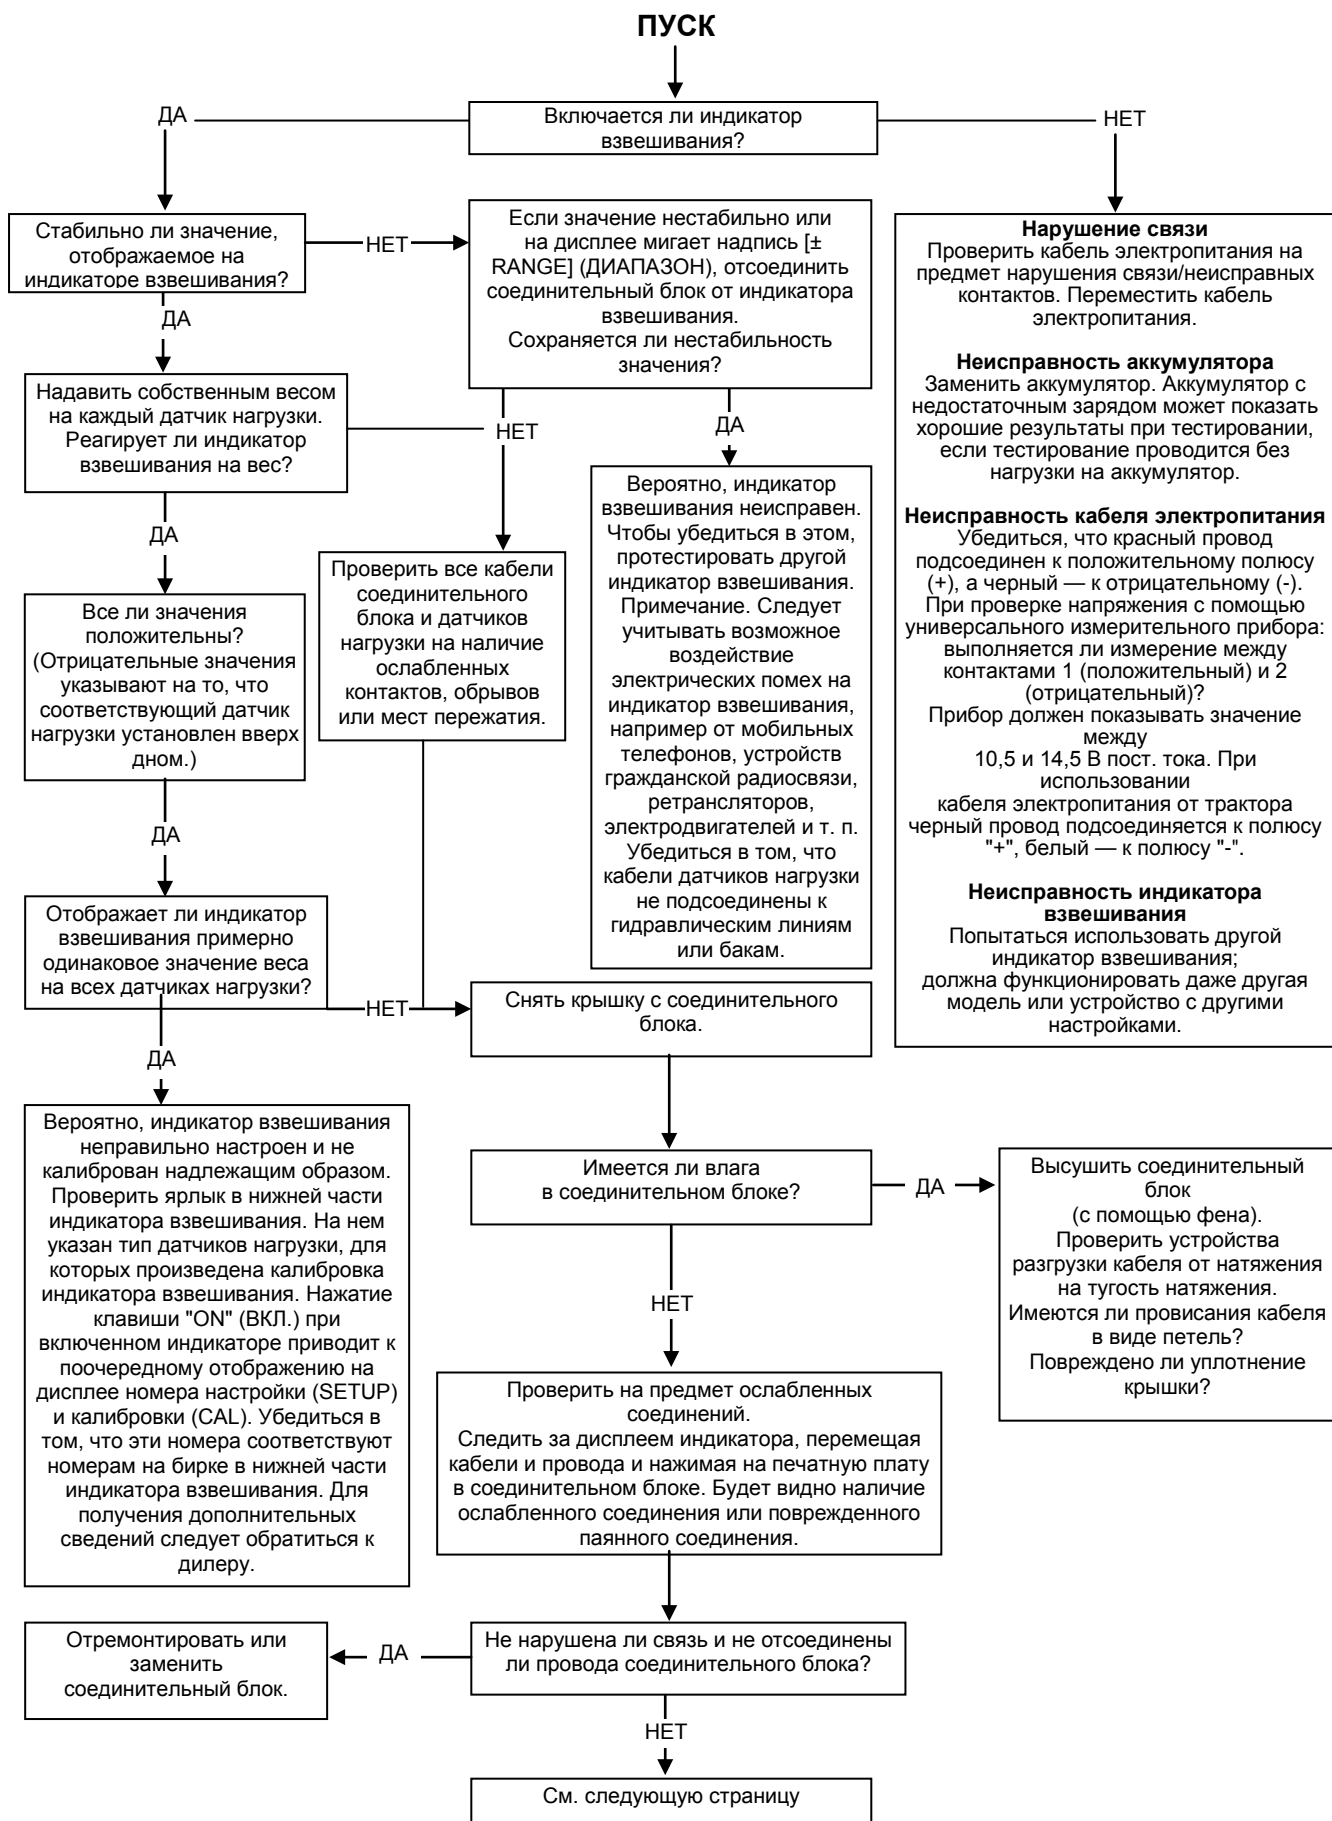 ПУСК
ДА
Включается ли индикатор
взвешивания?
НЕТ
Стабильно ли значение,
отображаемое на
индикаторе взвешивания?
НЕТ
Если значение нестабильно или
на дисплее мигает надпись [±
RANGE] (ДИАПАЗОН), отсоединить
соединительный блок от индикатора
взвешивания.
Сохраняется ли нестабильность
значения?
Нарушение связи
Проверить кабель электропитания на
предмет нарушения связи/неисправных
контактов. Переместить кабель
электропитания.
Неисправность аккумулятора
Заменить аккумулятор. Аккумулятор с
недостаточным зарядом может показать
хорошие результаты при тестировании,
если тестирование проводится без
нагрузки на аккумулятор.
Неисправность кабеля электропитания
Убедиться, что красный провод
подсоединен к положительному полюсу
(+), а черный — к отрицательному (-).
При проверке напряжения с помощью
универсального измерительного прибора:
выполняется ли измерение между
контактами 1 (положительный) и 2
(отрицательный)?
Прибор должен показывать значение
между
10,5 и 14,5 В пост. тока. При
использовании
кабеля электропитания от трактора
черный провод подсоединяется к полюсу
"+", белый — к полюсу "-".
Неисправность индикатора
взвешивания
Попытаться использовать другой
индикатор взвешивания;
должна функционировать даже другая
модель или устройство с другими
настройками.
ДА
Надавить собственным весом
на каждый датчик нагрузки.
Реагирует ли индикатор
взвешивания на вес?
НЕТ
ДА
ДА
Вероятно, индикатор
взвешивания неисправен.
Чтобы убедиться в этом,
протестировать другой
индикатор взвешивания.
Примечание. Следует
учитывать возможное
воздействие
электрических помех на
индикатор взвешивания,
например от мобильных
телефонов, устройств
гражданской радиосвязи,
ретрансляторов,
электродвигателей и т. п.
Убедиться в том, что
кабели датчиков нагрузки
не подсоединены к
гидравлическим линиям
или бакам.
Проверить все кабели
соединительного
блока и датчиков
нагрузки на наличие
ослабленных
контактов, обрывов
или мест пережатия.
Все ли значения
положительны?
(Отрицательные значения
указывают на то, что
соответствующий датчик
нагрузки установлен вверх
дном.)
ДА
Отображает ли индикатор
взвешивания примерно
одинаковое значение веса
на всех датчиках нагрузки?
НЕТ
Снять крышку с соединительного
блока.
ДА
Вероятно, индикатор взвешивания
неправильно настроен и не
калиброван надлежащим образом.
Проверить ярлык в нижней части
индикатора взвешивания. На нем
указан тип датчиков нагрузки, для
которых произведена калибровка
индикатора взвешивания. Нажатие
клавиши "ON" (ВКЛ.) при
включенном индикаторе приводит к
поочередному отображению на
дисплее номера настройки (SETUP)
и калибровки (CAL). Убедиться в
том, что эти номера соответствуют
номерам на бирке в нижней части
индикатора взвешивания. Для
получения дополнительных
сведений следует обратиться к
дилеру.
Имеется ли влага
в соединительном блоке?
ДА
Высушить соединительный
блок
(с помощью фена).
Проверить устройства
разгрузки кабеля от натяжения
на тугость натяжения.
Имеются ли провисания кабеля
в виде петель?
Повреждено ли уплотнение
крышки?
НЕТ
Проверить на предмет ослабленных
соединений.
Следить за дисплеем индикатора, перемещая
кабели и провода и нажимая на печатную плату
в соединительном блоке. Будет видно наличие
ослабленного соединения или поврежденного
паянного соединения.
Не нарушена ли связь и не отсоединены
ли провода соединительного блока?
ДА
Отремонтировать или
заменить
соединительный блок.
НЕТ
См. следующую страницу